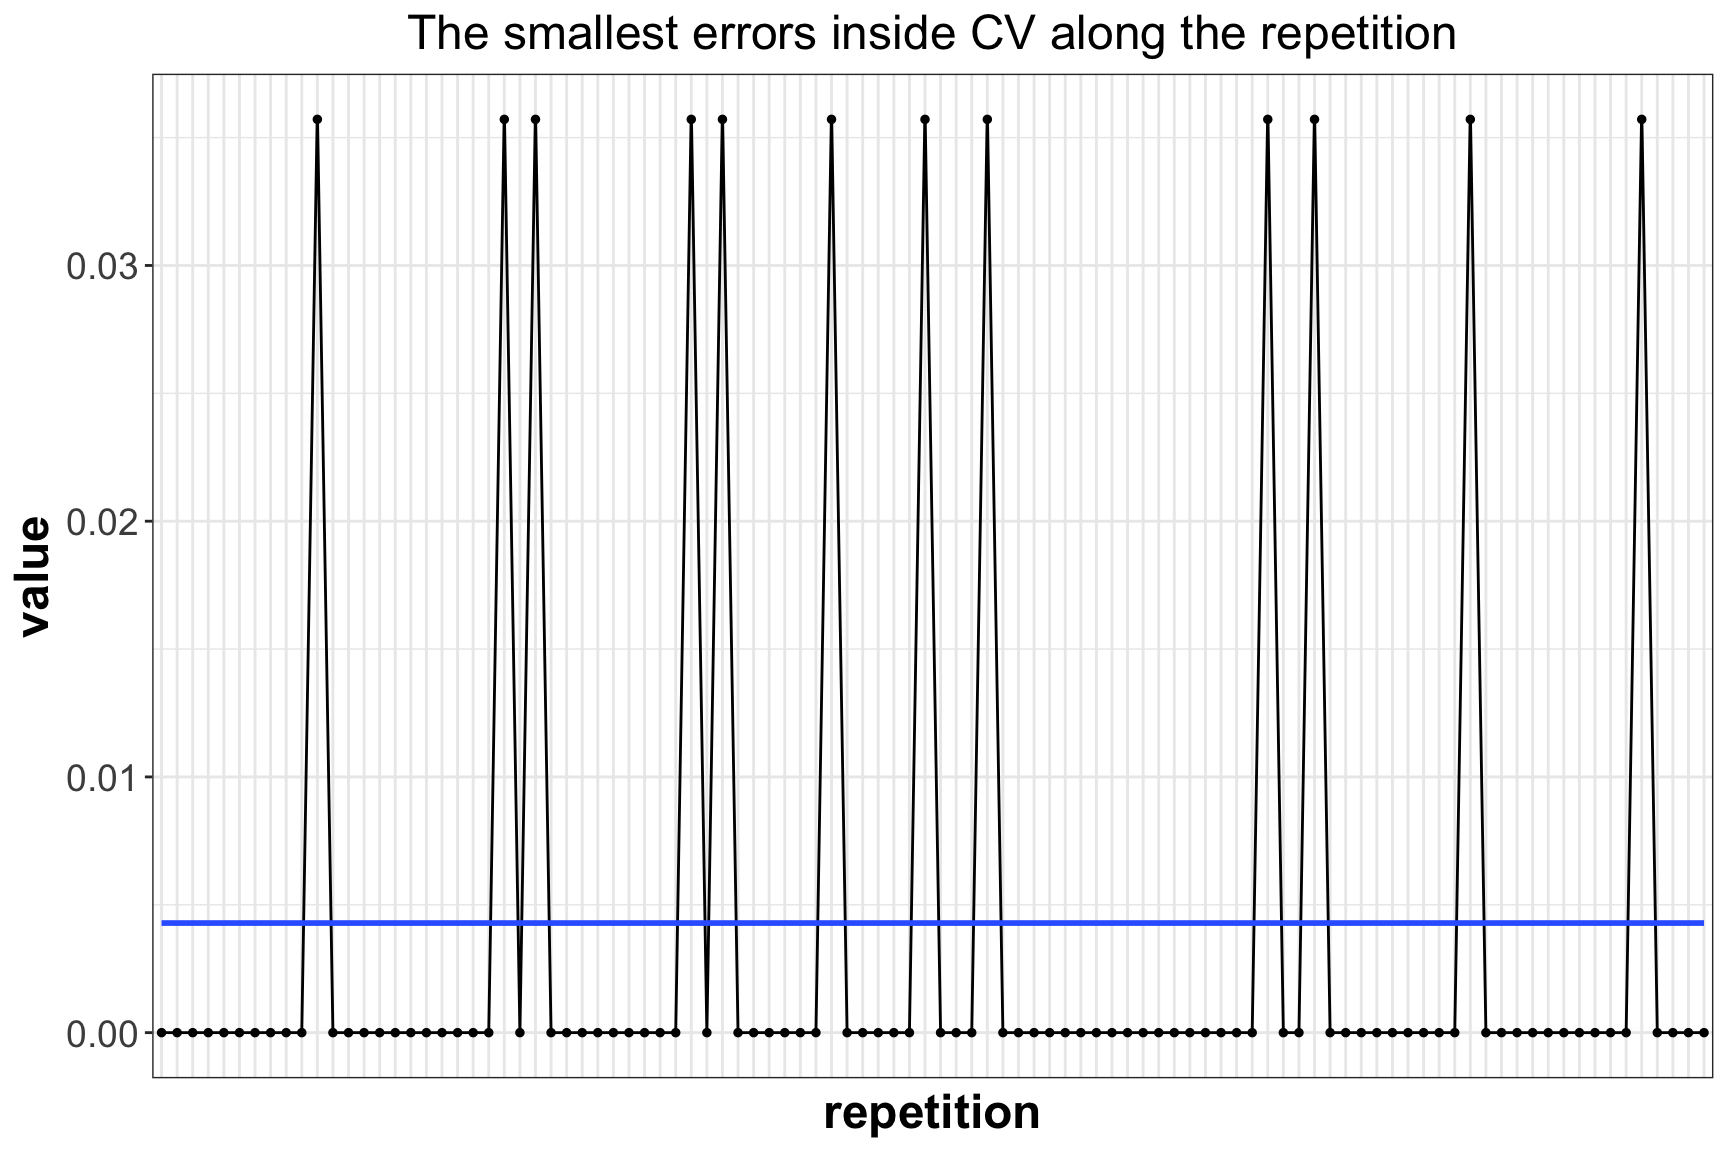 The smallest errors inside CV along the repetition
value
0.03
0.02
0.01
0.00
repetition